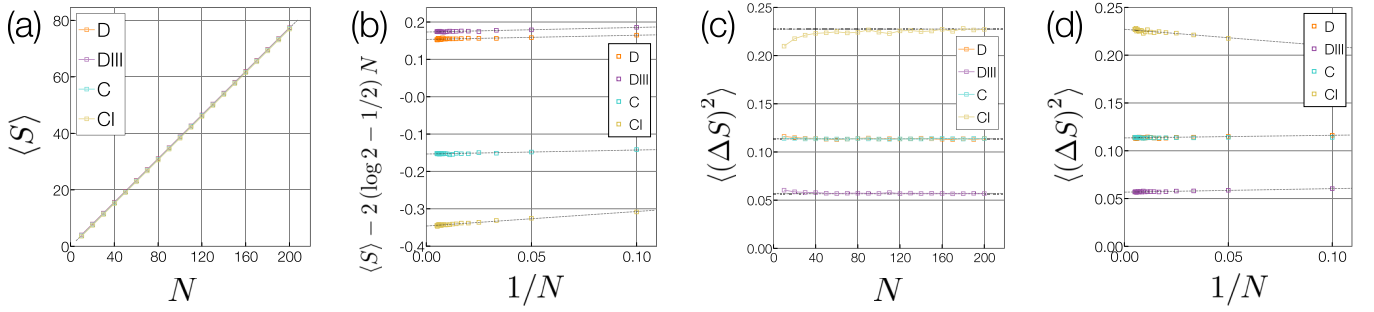 (a)
⟨S⟩
80
60
40
20
0
D
DIII
C
CI
0 40 80 120 160 200
N
(b)
⟨S⟩ − 2 (log 2 − 1/2) N
0.2
0.1
-0.0
-0.1
-0.2
-0.3
-0.4
D
DIII
C
CI
0.00 0.05 0.10
1/N
(c)
⟨(ΔS)²⟩
0.25
0.20
0.15
0.10
0.05
0.00
D
DIII
C
CI
0 40 80 120 160 200
N
(d)
⟨(ΔS)²⟩
0.25
0.20
0.15
0.10
0.05
0.00
D
DIII
C
CI
0.00 0.05 0.10
1/N